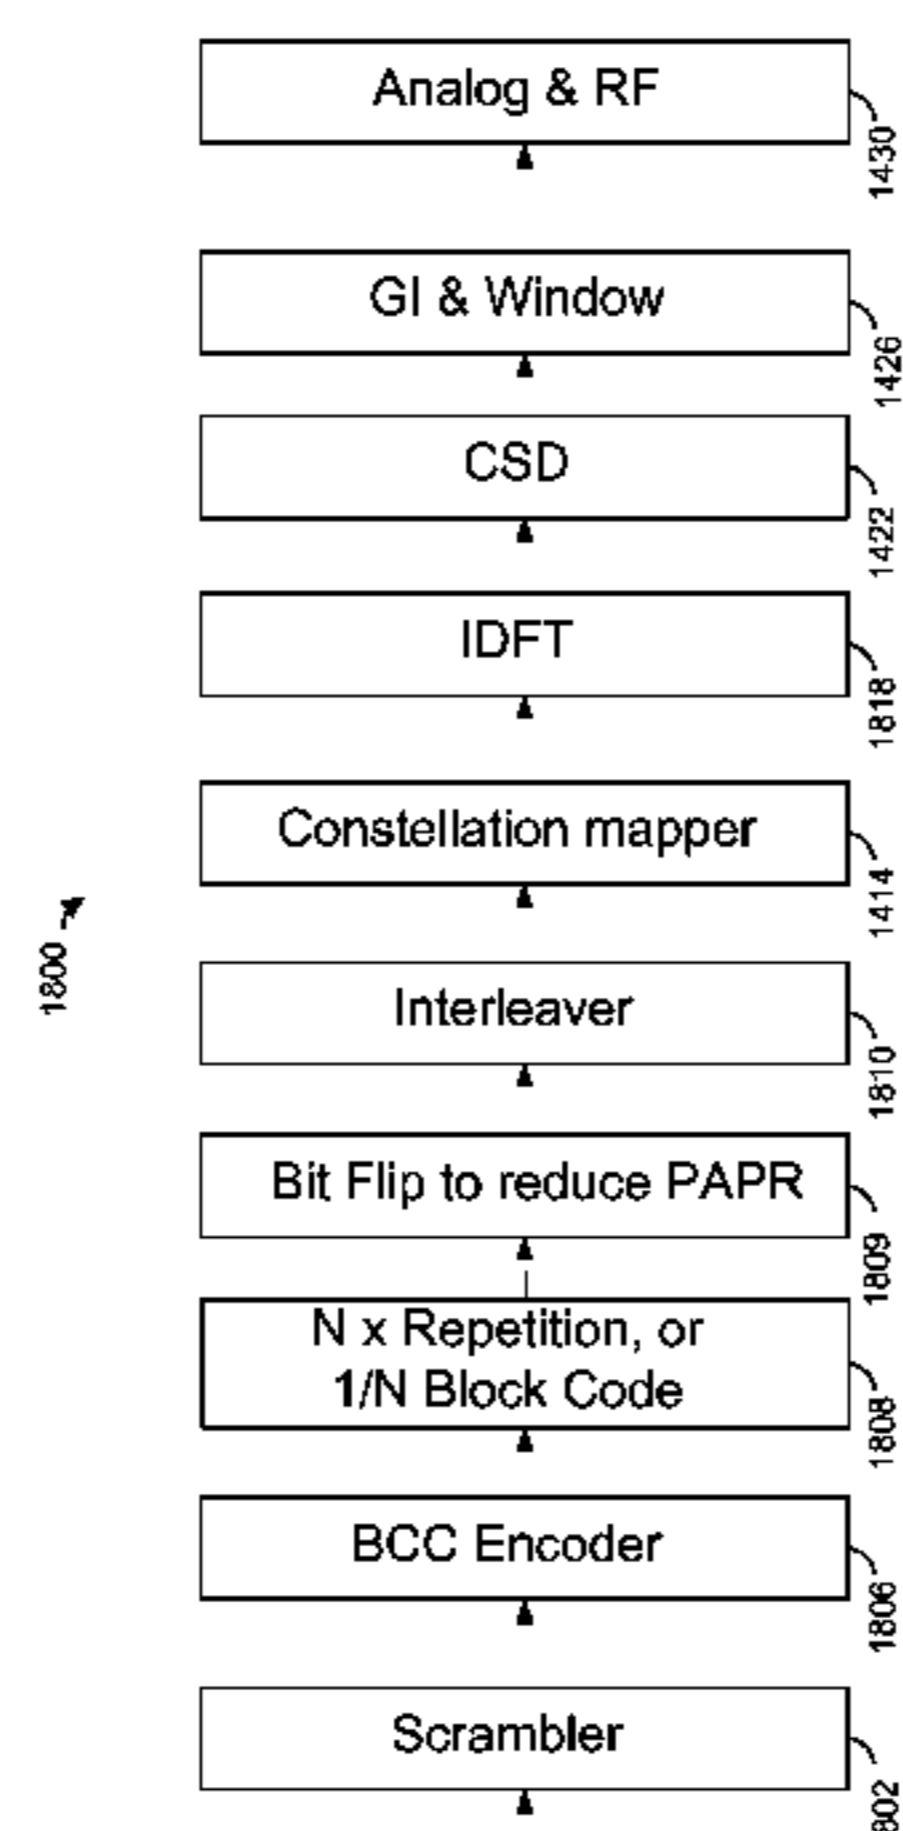 Analog & RF
1430
GI & Window
1426
CSD
1422
IDFT
1818
Constellation mapper
1414
1800
Interleaver
1810
Bit Flip to reduce PAPR
1809
N x Repetition, or
1/N Block Code
1808
BCC Encoder
1806
Scrambler
802